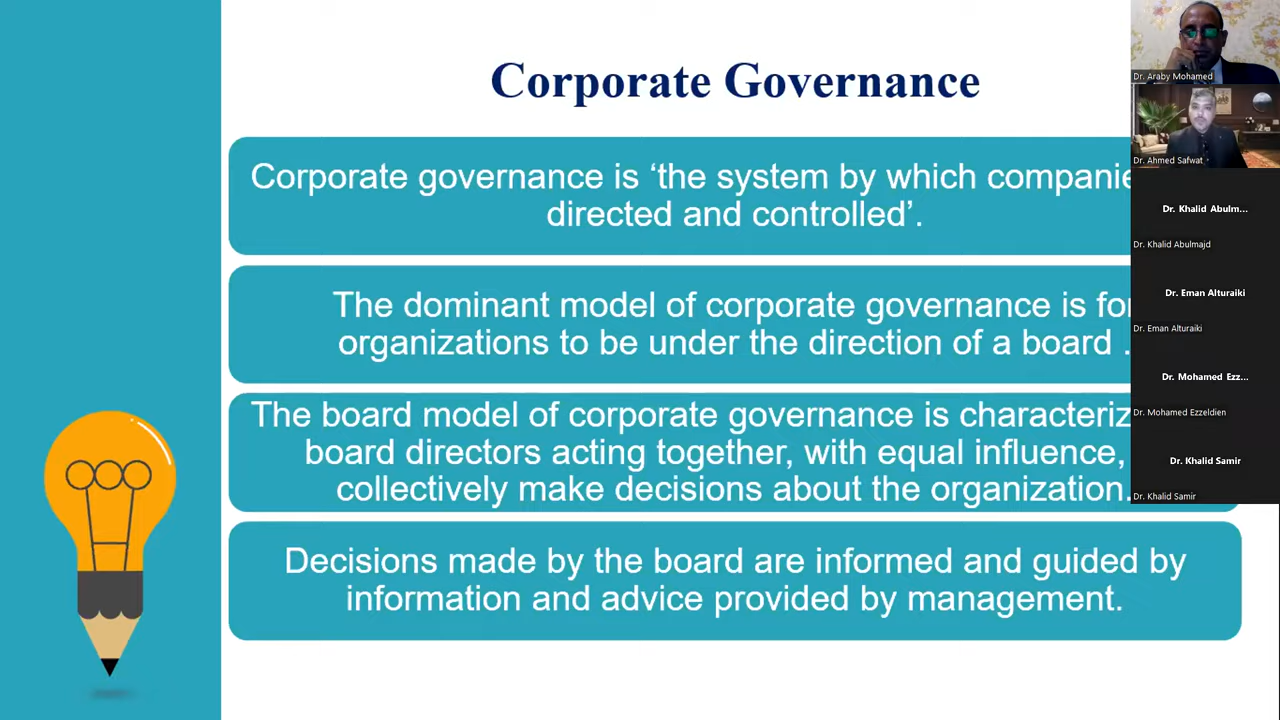 Corporate Governance
Corporate governance is ‘the system by which companie
directed and controlled’.
The dominant model of corporate governance is for
organizations to be under the direction of a board .
The board model of corporate governance is characteriz
board directors acting together, with equal influence,
collectively make decisions about the organization.
Decisions made by the board are informed and guided by
information and advice provided by management.
Dr. Araby Mohamed
Dr. Ahmed Safwat
Dr. Khalid Abulm...
Dr. Khalid Abulmajd
Dr. Eman Alturaiki
Dr. Eman Alturaiki
Dr. Mohamed Ezz...
Dr. Mohamed Ezzeldien
Dr. Khalid Samir
Dr. Khalid Samir